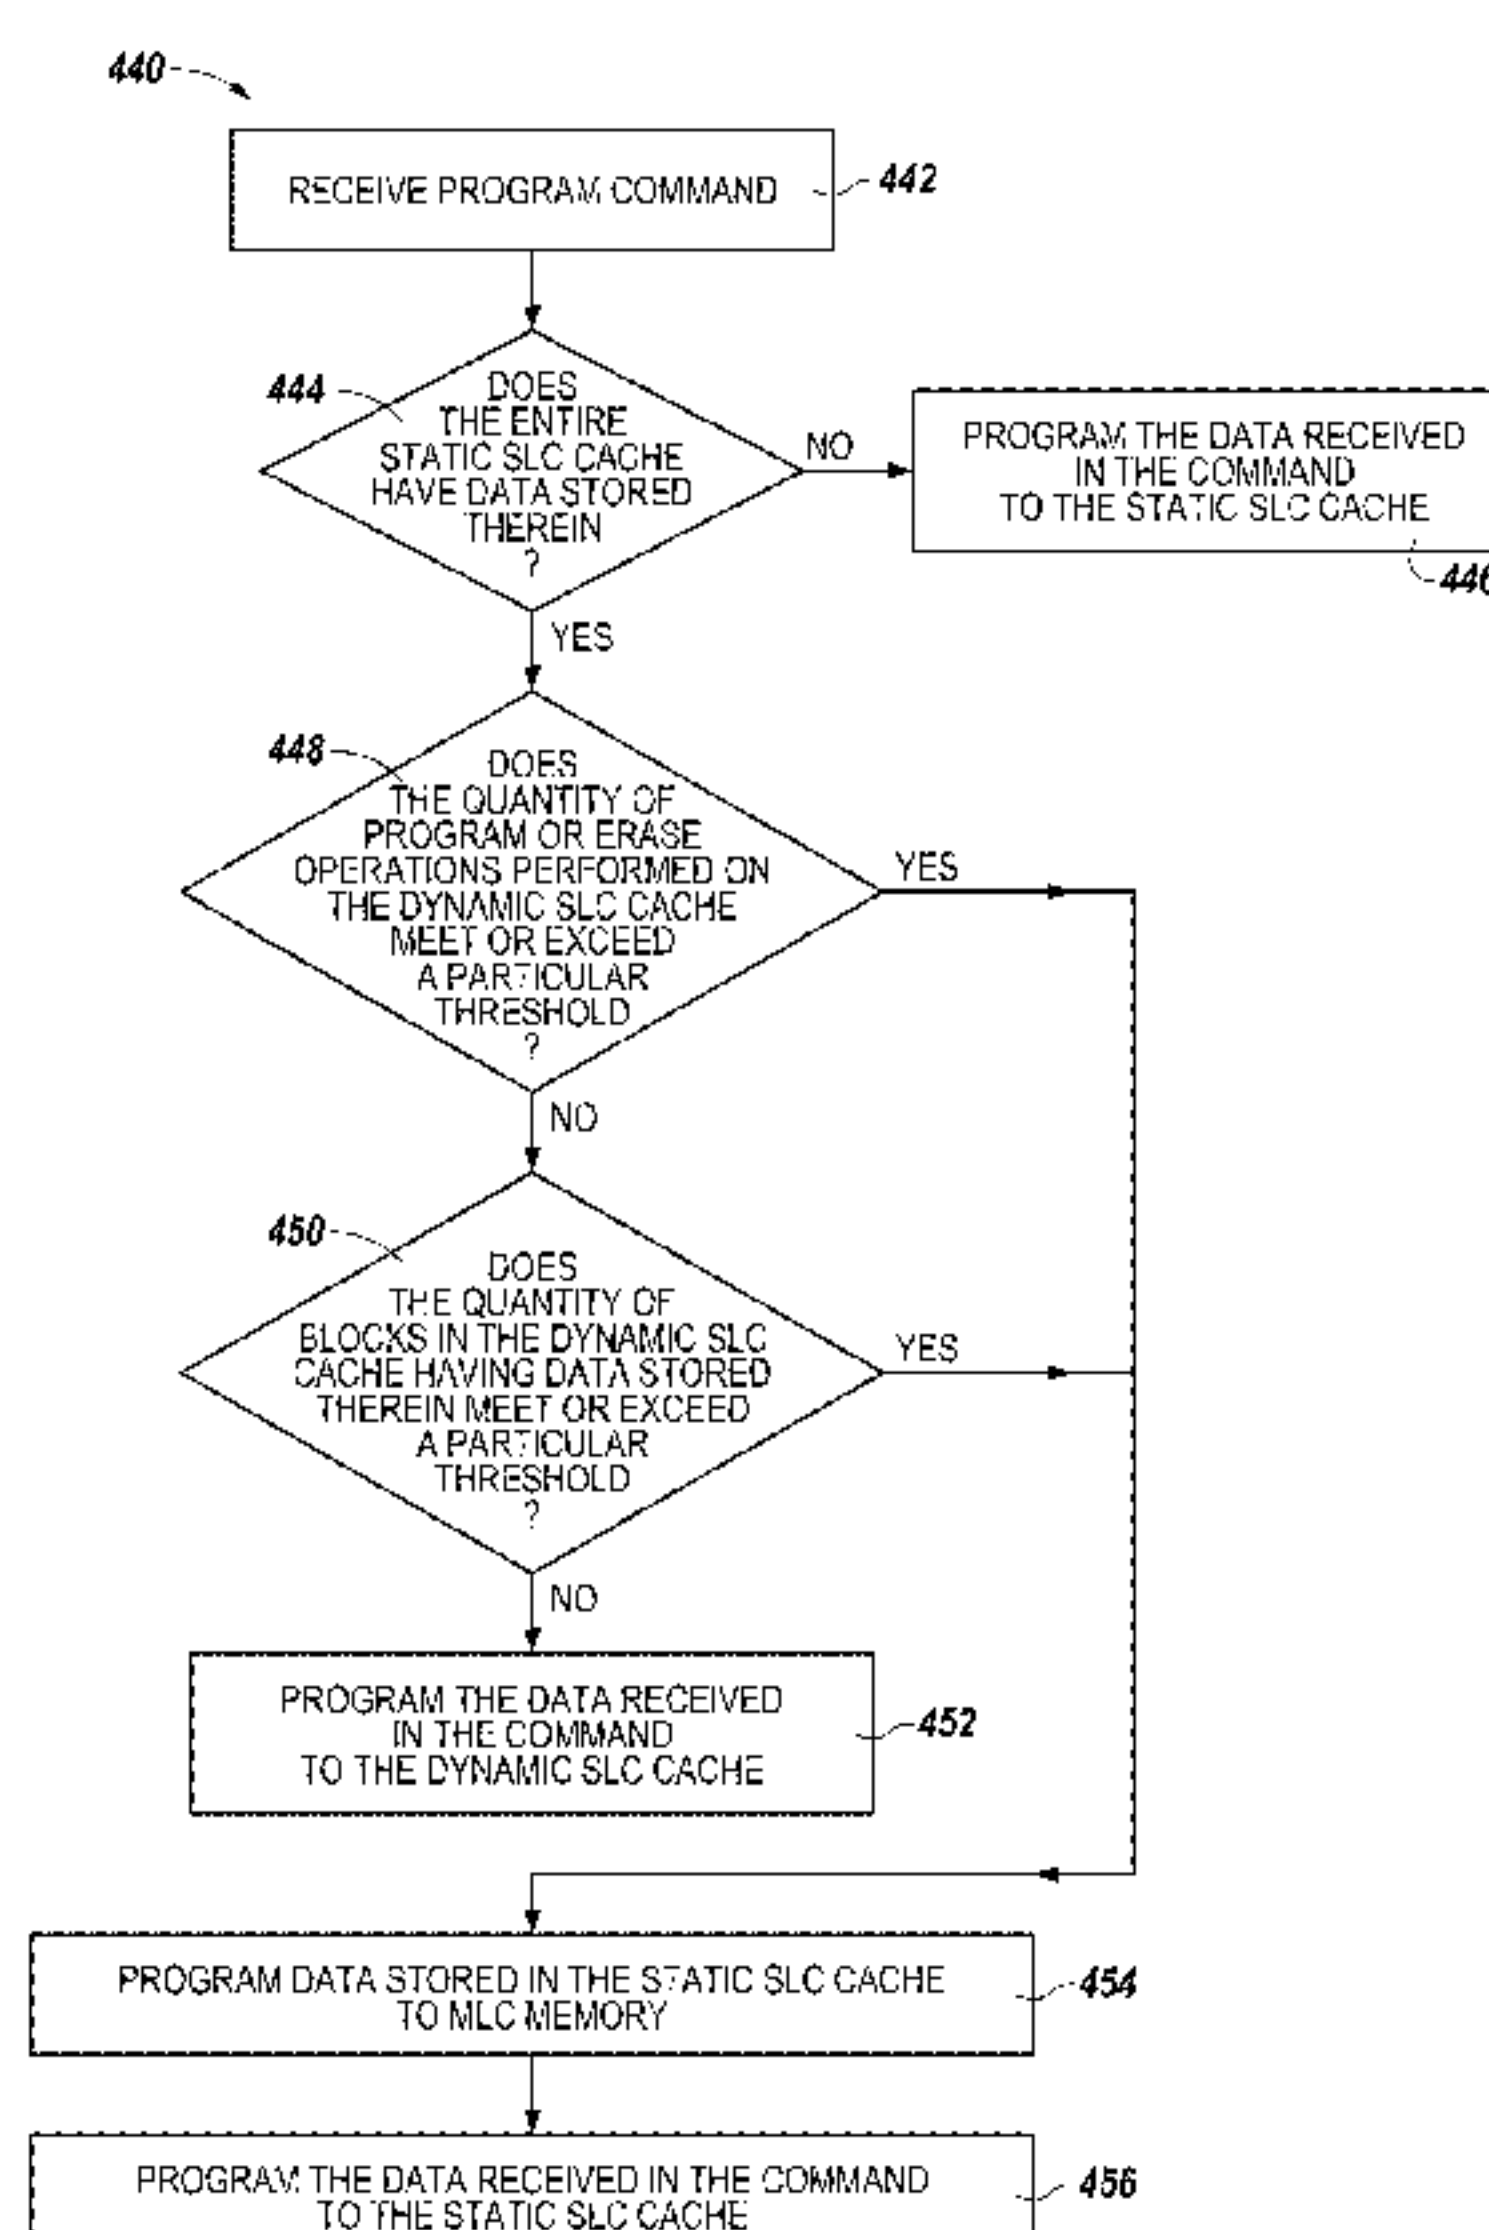 440
RECEIVE PROGRAM COMMAND
442
444
DOES
THE ENTIRE
STATIC SLC CACHE
HAVE DATA STORED
THEREIN
?
NO
PROGRAM THE DATA RECEIVED
IN THE COMMAND
TO THE STATIC SLC CACHE
446
YES
448
DOES
THE QUANTITY OF
PROGRAM OR ERASE
OPERATIONS PERFORMED ON
THE DYNAMIC SLC CACHE
MEET OR EXCEED
A PARTICULAR
THRESHOLD
?
YES
NO
450
DOES
THE QUANTITY OF
BLOCKS IN THE DYNAMIC SLC
CACHE HAVING DATA STORED
THEREIN MEET OR EXCEED
A PARTICULAR
THRESHOLD
?
YES
NO
PROGRAM THE DATA RECEIVED
IN THE COMMAND
TO THE DYNAMIC SLC CACHE
452
PROGRAM DATA STORED IN THE STATIC SLC CACHE
TO MLC MEMORY
454
PROGRAM THE DATA RECEIVED IN THE COMMAND
TO THE STATIC SLC CACHE
456